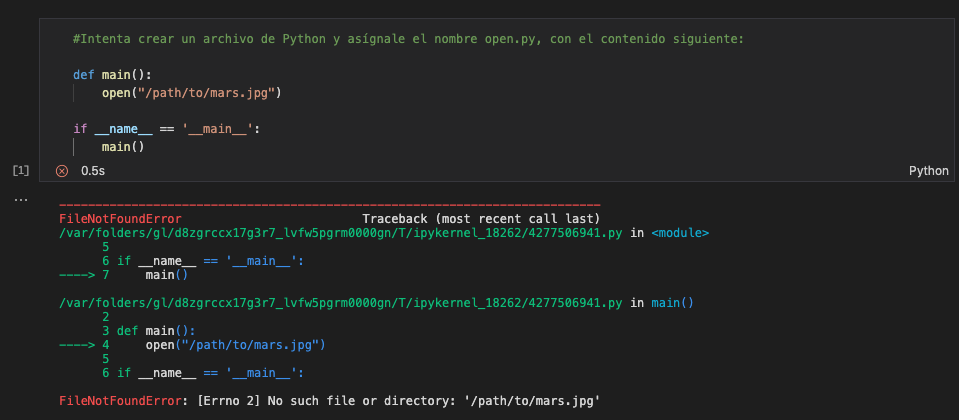 #Intenta crear un archivo de Python y asígnale el nombre open.py, con el contenido siguiente:
def main():
    open("/path/to/mars.jpg")
if __name__ == '__main__':
    main()
[1] 0.5s Python
...
---------------------------------------------------------------------------
FileNotFoundError                         Traceback (most recent call last)
/var/folders/gl/d8zgrccx17g3r7_lvfw5pgrm0000gn/T/ipykernel_18262/4277506941.py in <module>
      5
      6 if __name__ == '__main__':
----> 7     main()
/var/folders/gl/d8zgrccx17g3r7_lvfw5pgrm0000gn/T/ipykernel_18262/4277506941.py in main()
      2
      3 def main():
----> 4     open("/path/to/mars.jpg")
      5
      6 if __name__ == '__main__':
FileNotFoundError: [Errno 2] No such file or directory: '/path/to/mars.jpg'